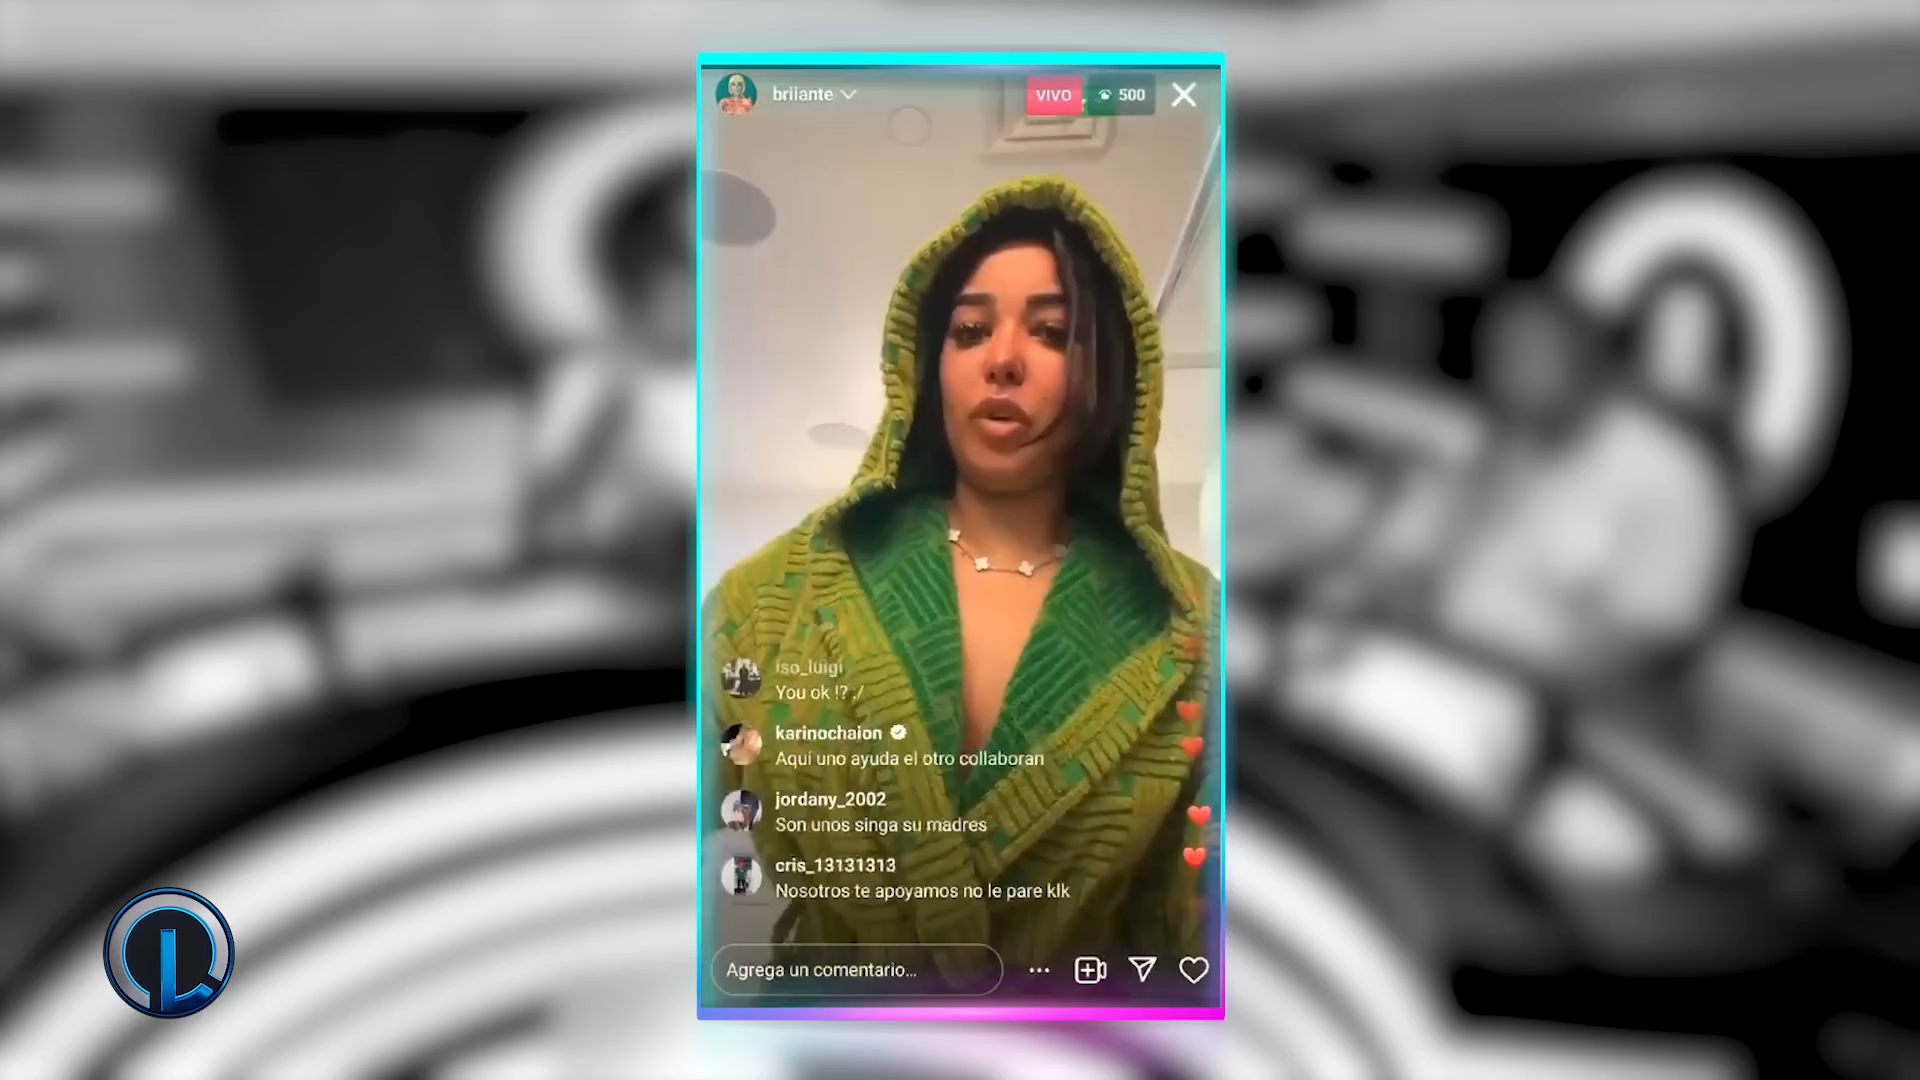 briiante
VIVO
500
iso_luigi
You ok !? :/
karinochaion
Aquí uno ayuda el otro collaboran
jordany_2002
Son unos singa su madres
cris_13131313
Nosotros te apoyamos no le pare klk
Agrega un comentario...